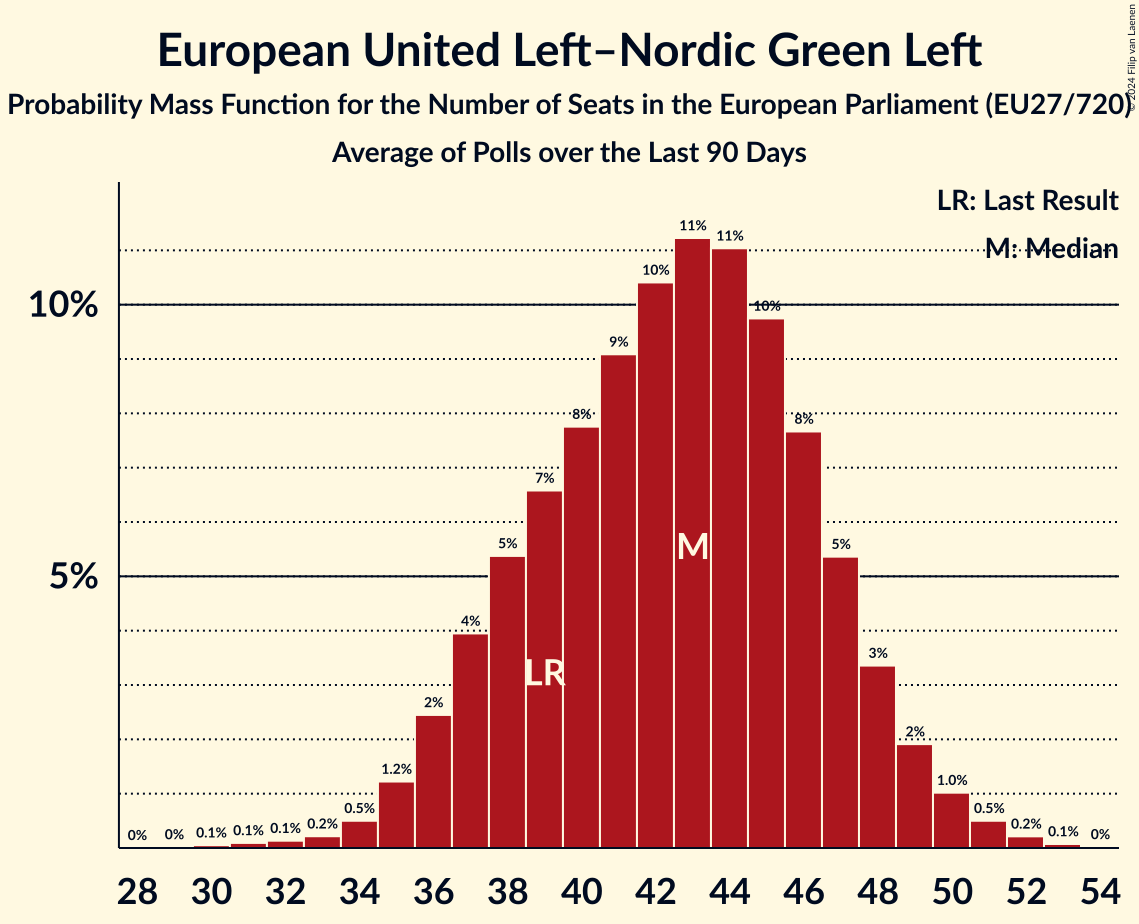 European United Left–Nordic Green Left
Probability Mass Function for the Number of Seats in the European Parliament (EU27/720)
Average of Polls over the Last 90 Days
© 2024 Filip van Laenen
LR: Last Result
M: Median
10%
5%
0% 0% 0.1% 0.1% 0.1% 0.2% 0.5% 1.2% 2% 4% 5% 7% 8% 9% 10% 11% 11% 10% 8% 5% 3% 2% 1.0% 0.5% 0.2% 0.1% 0%
LR
M
28 30 32 34 36 38 40 42 44 46 48 50 52 54